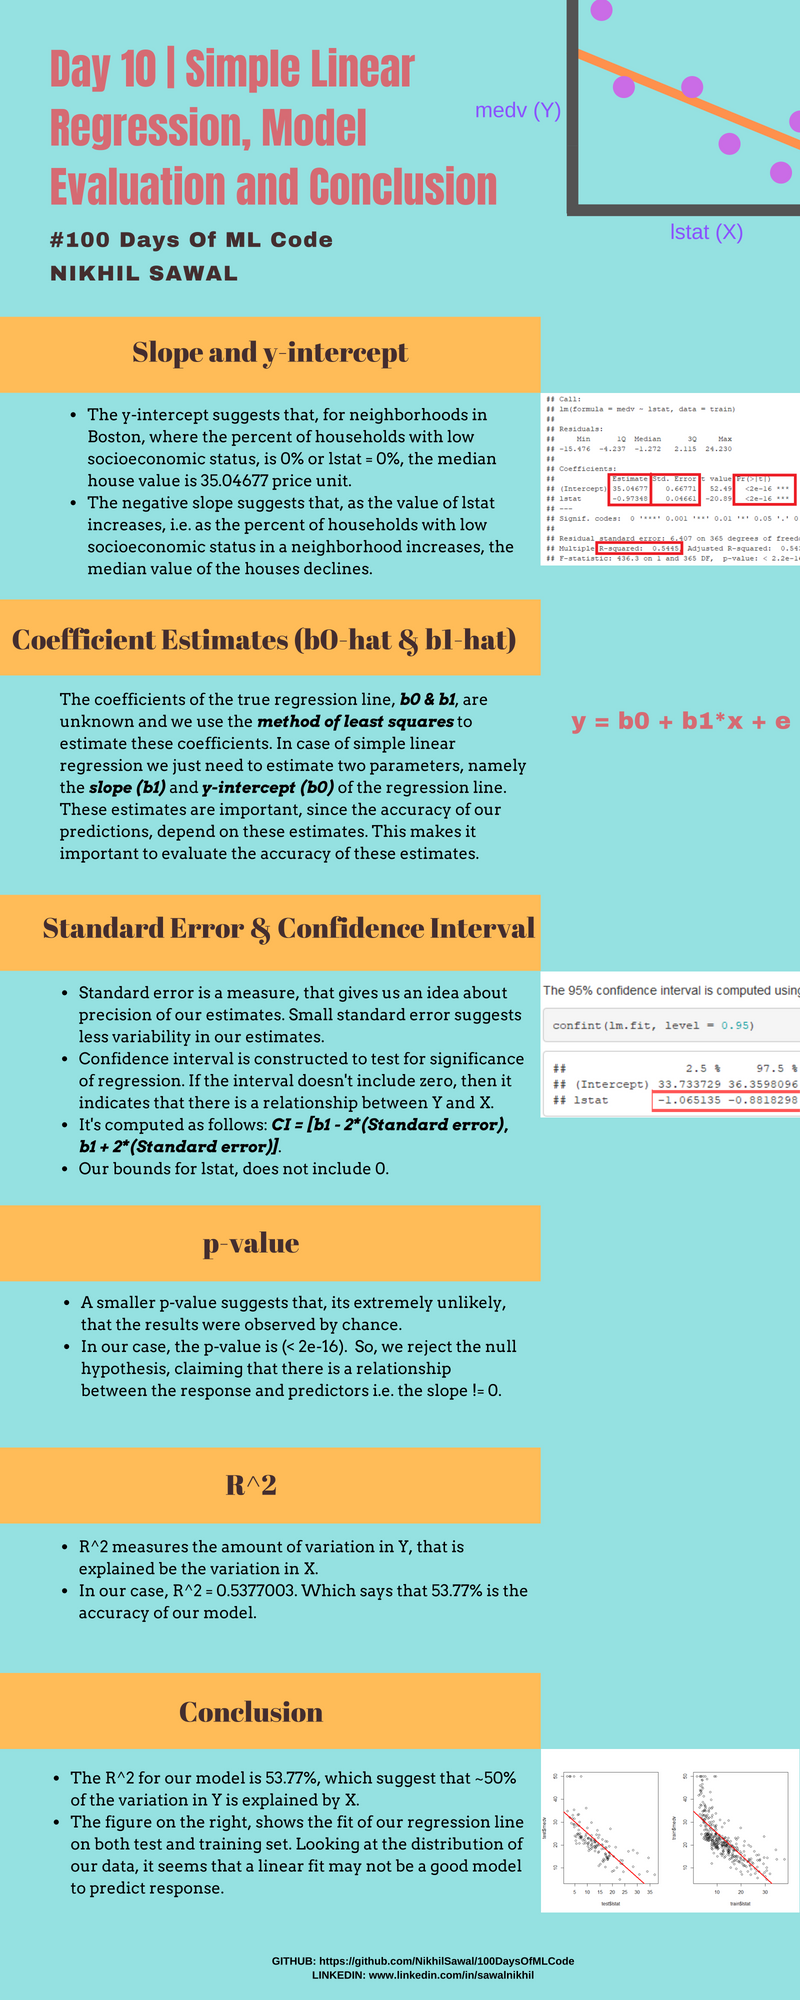 Day 10 | Simple Linear
Regression, Model
Evaluation and Conclusion
#100 Days Of ML Code
NIKHIL SAWAL
medv (Y)
lstat (X)
Slope and y-intercept
• The y-intercept suggests that, for neighborhoods in
Boston, where the percent of households with low
socioeconomic status, is 0% or lstat = 0%, the median
house value is 35.04677 price unit.
• The negative slope suggests that, as the value of lstat
increases, i.e. as the percent of households with low
socioeconomic status in a neighborhood increases, the
median value of the houses declines.
## Call:
## lm(formula = medv ~ lstat, data = train)
##
## Residuals:
##     Min      1Q  Median      3Q     Max
## -15.476  -4.237  -1.272   2.115  24.230
##
## Coefficients:
##             Estimate Std. Error t value Pr(>|t|)
## (Intercept) 35.04677    0.66771   52.49   <2e-16 ***
## lstat       -0.97348    0.04661  -20.89   <2e-16 ***
## ---
## Signif. codes:  0 '***' 0.001 '**' 0.01 '*' 0.05 '.' 0
##
## Residual standard error: 6.407 on 365 degrees of freedo
## Multiple R-squared:  0.5445, Adjusted R-squared:  0.54
## F-statistic: 436.3 on 1 and 365 DF,  p-value: < 2.2e-1
Coefficient Estimates (b0-hat & b1-hat)
The coefficients of the true regression line, b0 & b1, are
unknown and we use the method of least squares to
estimate these coefficients. In case of simple linear
regression we just need to estimate two parameters, namely
the slope (b1) and y-intercept (b0) of the regression line.
These estimates are important, since the accuracy of our
predictions, depend on these estimates. This makes it
important to evaluate the accuracy of these estimates.
y = b0 + b1*x + e
Standard Error & Confidence Interval
• Standard error is a measure, that gives us an idea about
precision of our estimates. Small standard error suggests
less variability in our estimates.
• Confidence interval is constructed to test for significance
of regression. If the interval doesn't include zero, then it
indicates that there is a relationship between Y and X.
• It's computed as follows: CI = [b1 - 2*(Standard error),
b1 + 2*(Standard error)].
• Our bounds for lstat, does not include 0.
The 95% confidence interval is computed using
confint(lm.fit, level = 0.95)
##                 2.5 %     97.5 %
## (Intercept) 33.733729 36.3598096
## lstat       -1.065135 -0.8818298
p-value
• A smaller p-value suggests that, its extremely unlikely,
that the results were observed by chance.
• In our case, the p-value is (< 2e-16).  So, we reject the null
hypothesis, claiming that there is a relationship
between the response and predictors i.e. the slope != 0.
R^2
• R^2 measures the amount of variation in Y, that is
explained be the variation in X.
• In our case, R^2 = 0.5377003. Which says that 53.77% is the
accuracy of our model.
Conclusion
• The R^2 for our model is 53.77%, which suggest that ~50%
of the variation in Y is explained by X.
• The figure on the right, shows the fit of our regression line
on both test and training set. Looking at the distribution of
our data, it seems that a linear fit may not be a good model
to predict response.
test$medv
10 20 30 40 50
5 10 15 20 25 30 35
test$lstat
train$medv
10 20 30 40 50
10 20 30
train$lstat
GITHUB: https://github.com/NikhilSawal/100DaysOfMLCode
LINKEDIN: www.linkedin.com/in/sawalnikhil